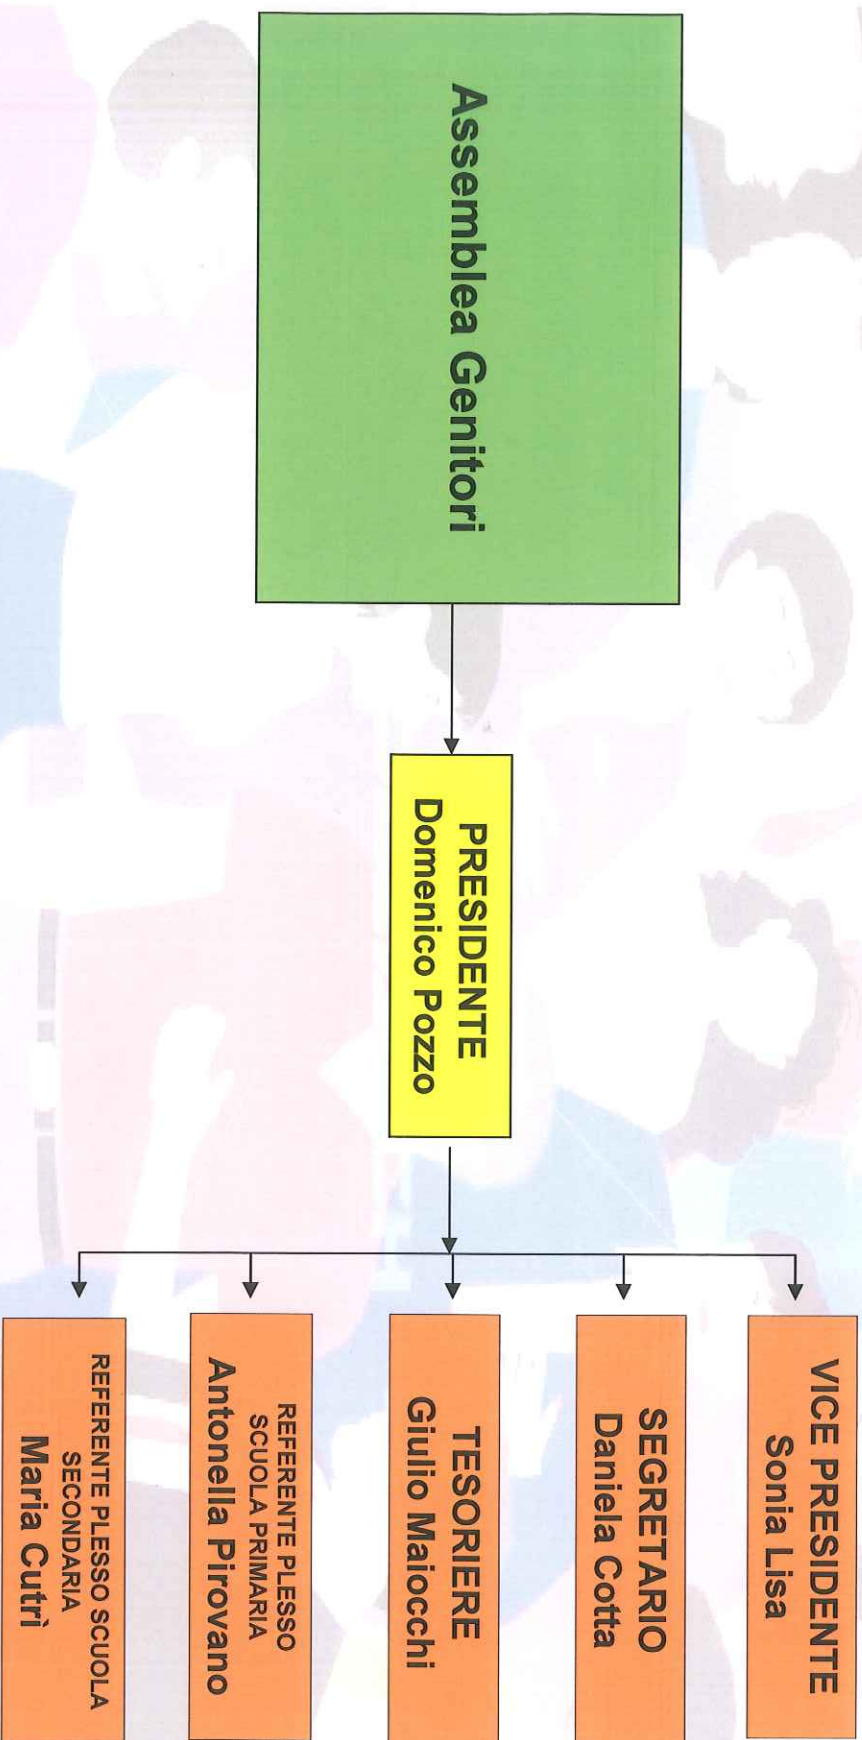 Assemblea Genitori
PRESIDENTE
Domenico Pozzo
VICE PRESIDENTE
Sonia Lisa
SEGRETARIO
Daniela Cotta
TESORIERE
Giulio Maiocchi
REFERENTE PLESSO
SCUOLA PRIMARIA
Antonella Pirovano
REFERENTE PLESSO SCUOLA
SECONDARIA
Maria Cutrì